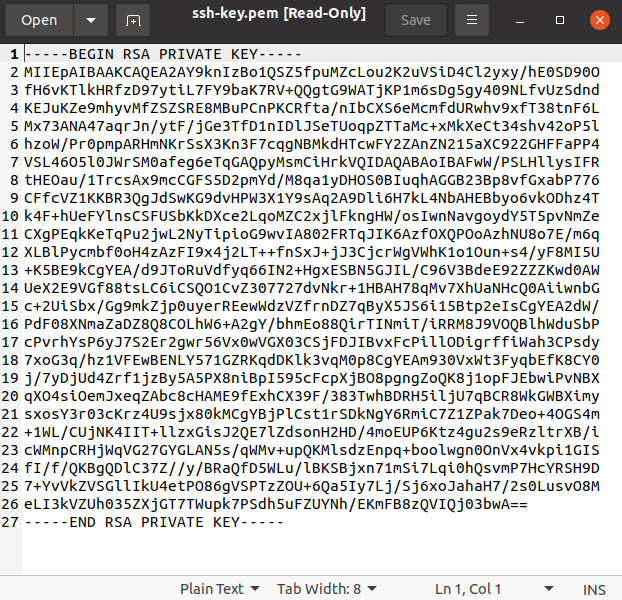 Open
ssh-key.pem [Read-Only]
Save
1 -----BEGIN RSA PRIVATE KEY-----
2 MIIEpAIBAAKCAQEA2AY9knIzBo1QSZ5fpuMZcLou2K2uVSiD4Cl2yxy/hE0SD90O
3 fH6vKTlkHRfzD97ytiL7FY9baK7RV+QQgtG9WATjKP1m6sDg5gy409NLfvUzSdnd
4 KEJuKZe9mhyvMfZSZSRE8MBuPCnPKCRfta/nIbCXS6eMcmfdURwhv9xfT38tnF6L
5 Mx73ANA47aqrJn/ytF/jGe3TfD1nIDlJSeTUoqpZTTaMc+xMkXeCt34shv42oP5l
6 hzoW/Pr0pmpARHmNKrSsX3Kn3F7cqgNBMkdHTcwFY2ZAnZN215aXC922GHFFaPP4
7 VSL46O5l0JWrSM0afeg6eTqGAQpyMsmCiHrkVQIDAQABAoIBAFwW/PSLHllysIFR
8 tHEOau/1TrcsAx9mcCGFS5D2pmYd/M8qa1yDHOS0BIuqhAGGB23Bp8vfGxabP776
9 CFfcVZ1KKBR3QgJdSwKG9dvHPW3X1Y9sAq2A9Dli6H7kL4NbAHEBbyo6vkODhz4T
10 k4F+hUeFYlnsCSFUSbKkDXce2LqoMZC2xjlFkngHW/osIwnNavgoydY5T5pvNmZe
11 CXgPEqkKeTqPu2jwL2NyTipioG9wvIA802FRTqJIK6AzfOXQPOoAzhNU8o7E/m6q
12 XLBlPycmbf0oH4zAzFI9x4j2LT++fnSxJ+jJ3CjcrWgVWhK1o1Oun+s4/yF8MI5U
13 +K5BE9kCgYEA/d9JToRuVdfyq66IN2+HgxESBN5GJIL/C96V3BdeE92ZZZKwd0AW
14 UeX2E9VGf88tsLC6iCSQO1CvZ307727dvNkr+1HBAH78qMv7XhUaNHcQ0AiiwnbG
15 c+2UiSbx/Gg9mkZjp0uyerREewWdzVZfrnDZ7qByX5JS6i15Btp2eIsCgYEA2dW/
16 PdF08XNmaZaDZ8Q8COLhW6+A2gY/bhmEo88QirTINmiT/iRRM8J9VOQBlhWduSbP
17 cPvrhYsP6yJ7S2Er2gwr56Vx0wVGX03CSjFDJIBvxFcPillODigrffiWah3CPsdy
18 7xoG3q/hz1VFEwBENLY571GZRKqdDKlk3vqM0p8CgYEAm930VxWt3FyqbEfK8CY0
19 j/7yDjUd4Zrf1jzBy5A5PX8niBpI595cFcpXjBO8pgngZoQK8j1opFJEbwiPvNBX
20 qXO4siOemJxeqZAbc8cHAME9fExhCX39F/383TwhBDRH5iljU7qBCR8WkGWBXimy
21 sxosY3r03cKrz4U9sjx80kMCgYBjPlCst1rSDkNgY6RmiC7Z1ZPak7Deo+4OGS4m
22 +1WL/CUjNK4IIT+llzxGisJ2QE7lZdsonH2HD/4moEUP6Ktz4gu2s9eRzltrXB/i
23 cWMnpCRHjWqVG27GYGLAN5s/qWMv+upQKMlsdzEnpq+boolwgn0OnVx4vkpi1GIS
24 fI/f/QKBgQDlC37Z//y/BRaQfD5WLu/lBKSBjxn71mSi7Lqi0hQsvmP7HcYRSH9D
25 7+YvVkZVSGllIkU4etPO86gVSPTzZOU+6Qa5Iy7Lj/Sj6xoJahaH7/2s0LusvO8M
26 eLI3kVZUh035ZXjGT7TWupk7PSdh5uFZUYNh/EKmFB8zQVIQj03bwA==
27 -----END RSA PRIVATE KEY-----
Plain Text Tab Width: 8 Ln 1, Col 1 INS